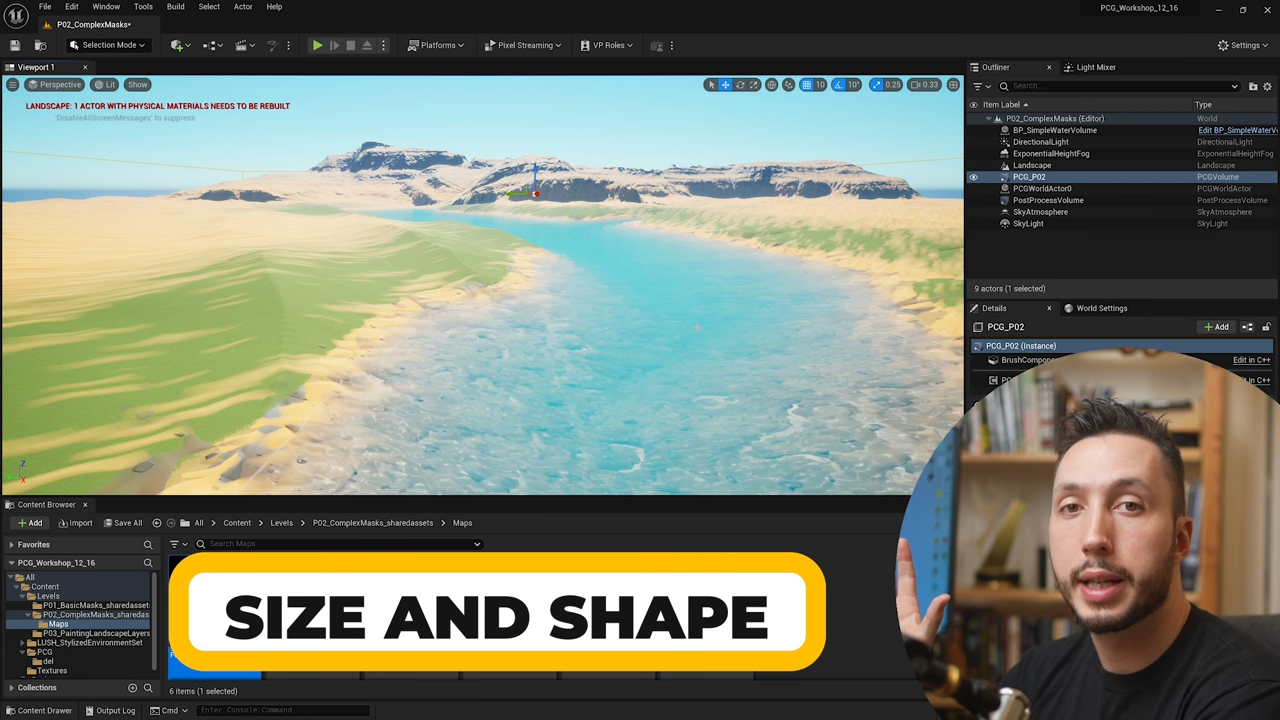 File Edit Window Tools Build Select Actor Help
PCG_Workshop_12_16
P02_ComplexMasks*
Selection Mode
Platforms
Pixel Streaming
VP Roles
Settings
Viewport 1
Outliner
Light Mixer
Perspective
Lit
Show
10
10°
0.25
0.33
Search...
LANDSCAPE: 1 ACTOR WITH PHYSICAL MATERIALS NEEDS TO BE REBUILT
'DisableAllScreenMessages' to suppress
Item Label
Type
P02_ComplexMasks (Editor)
World
BP_SimpleWaterVolume
Edit BP_SimpleWaterV
DirectionalLight
DirectionalLight
ExponentialHeightFog
ExponentialHeightFog
Landscape
Landscape
PCG_P02
PCGVolume
PCGWorldActor0
PCGWorldActor
PostProcessVolume
PostProcessVolume
SkyAtmosphere
SkyAtmosphere
SkyLight
SkyLight
9 actors (1 selected)
Details
World Settings
PCG_P02
Add
PCG_P02 (Instance)
BrushCompon
Edit in C++
PC
in C++
Z
X
Y
Content Browser
Add
Import
Save All
All
Content
Levels
P02_ComplexMasks_sharedassets
Maps
Favorites
Search Maps
PCG_Workshop_12_16
All
Content
Levels
P01_BasicMasks_sharedasset
P02_ComplexMasks_sharedas
Maps
P03_PaintingLandscapeLayers
LUSH_StylizedEnvironmentSet
PCG
del
Textures
SIZE AND SHAPE
Collections
6 items (1 selected)
Content Drawer
Output Log
Cmd
Enter Console Command